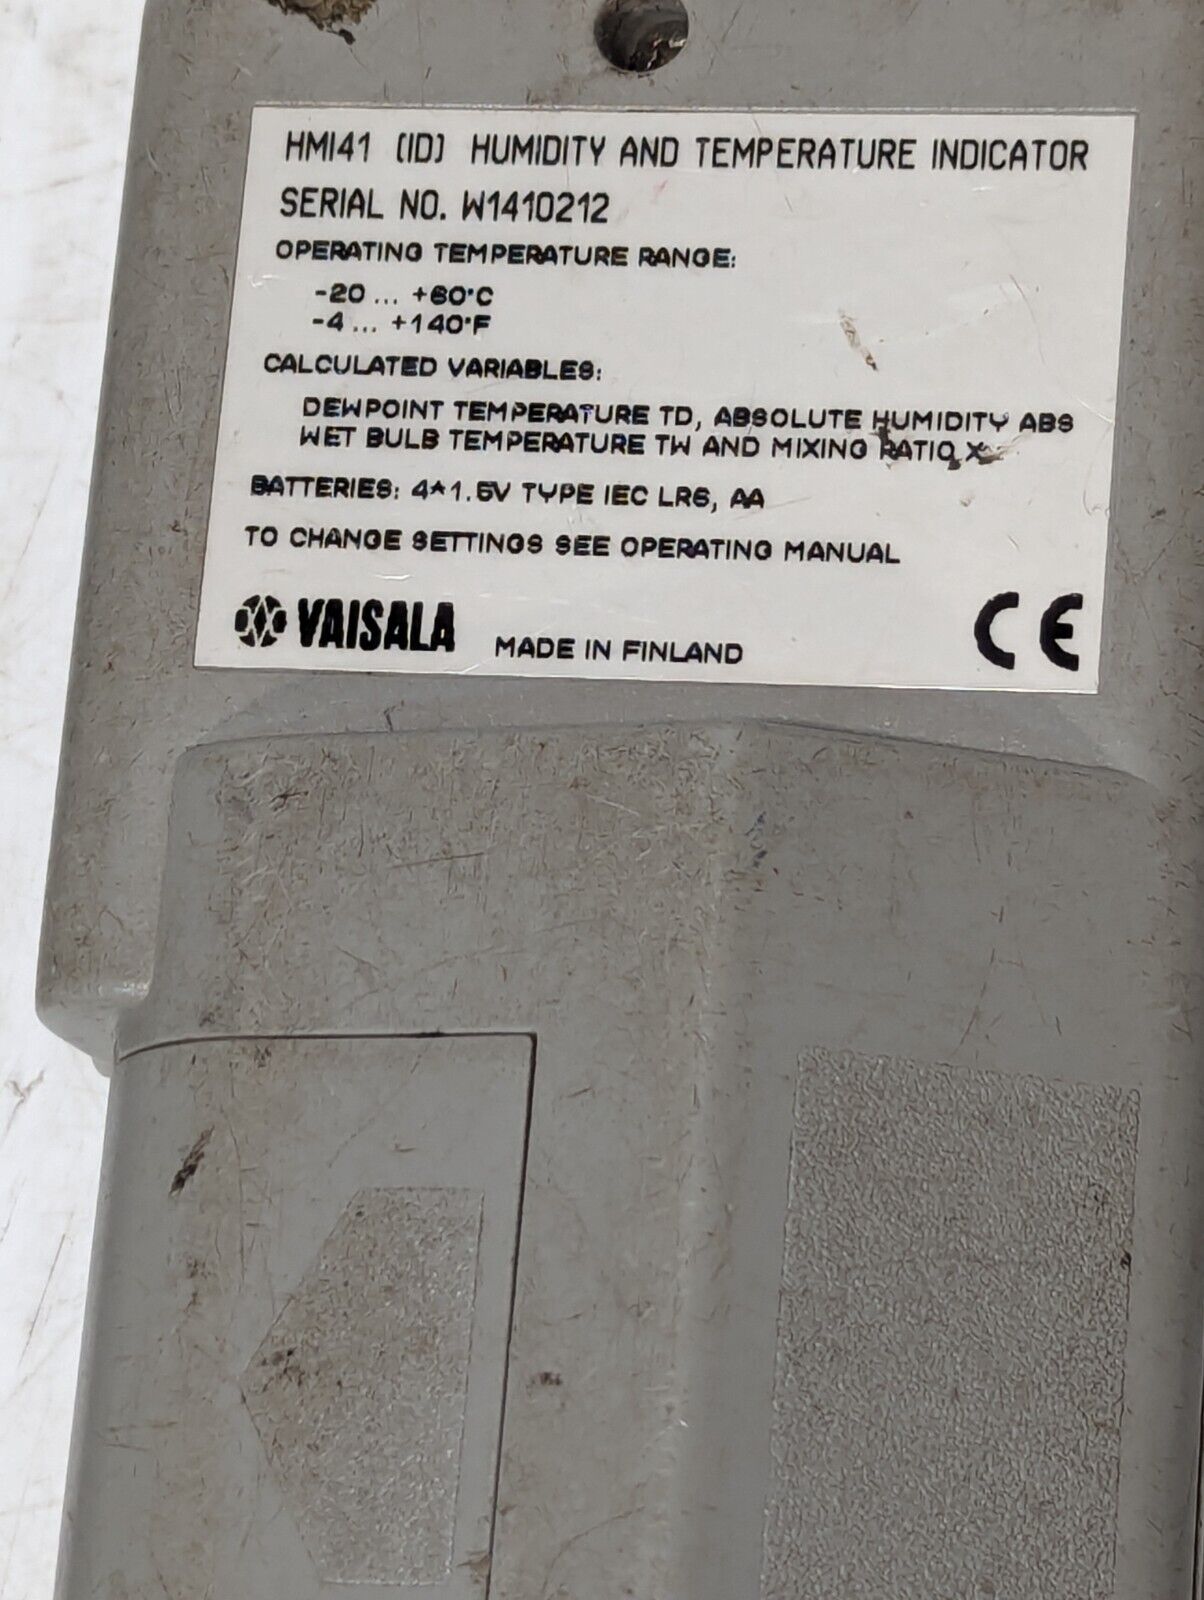 HMI41 (ID) HUMIDITY AND TEMPERATURE INDICATOR
SERIAL NO. W1410212
OPERATING TEMPERATURE RANGE:
-20 ... +60°C
-4 ... +140°F
CALCULATED VARIABLES:
DEWPOINT TEMPERATURE TD, ABSOLUTE HUMIDITY ABS
WET BULB TEMPERATURE TW AND MIXING RATIO X
BATTERIES: 4*1.5V TYPE IEC LR6, AA
TO CHANGE SETTINGS SEE OPERATING MANUAL
VAISALA MADE IN FINLAND CE